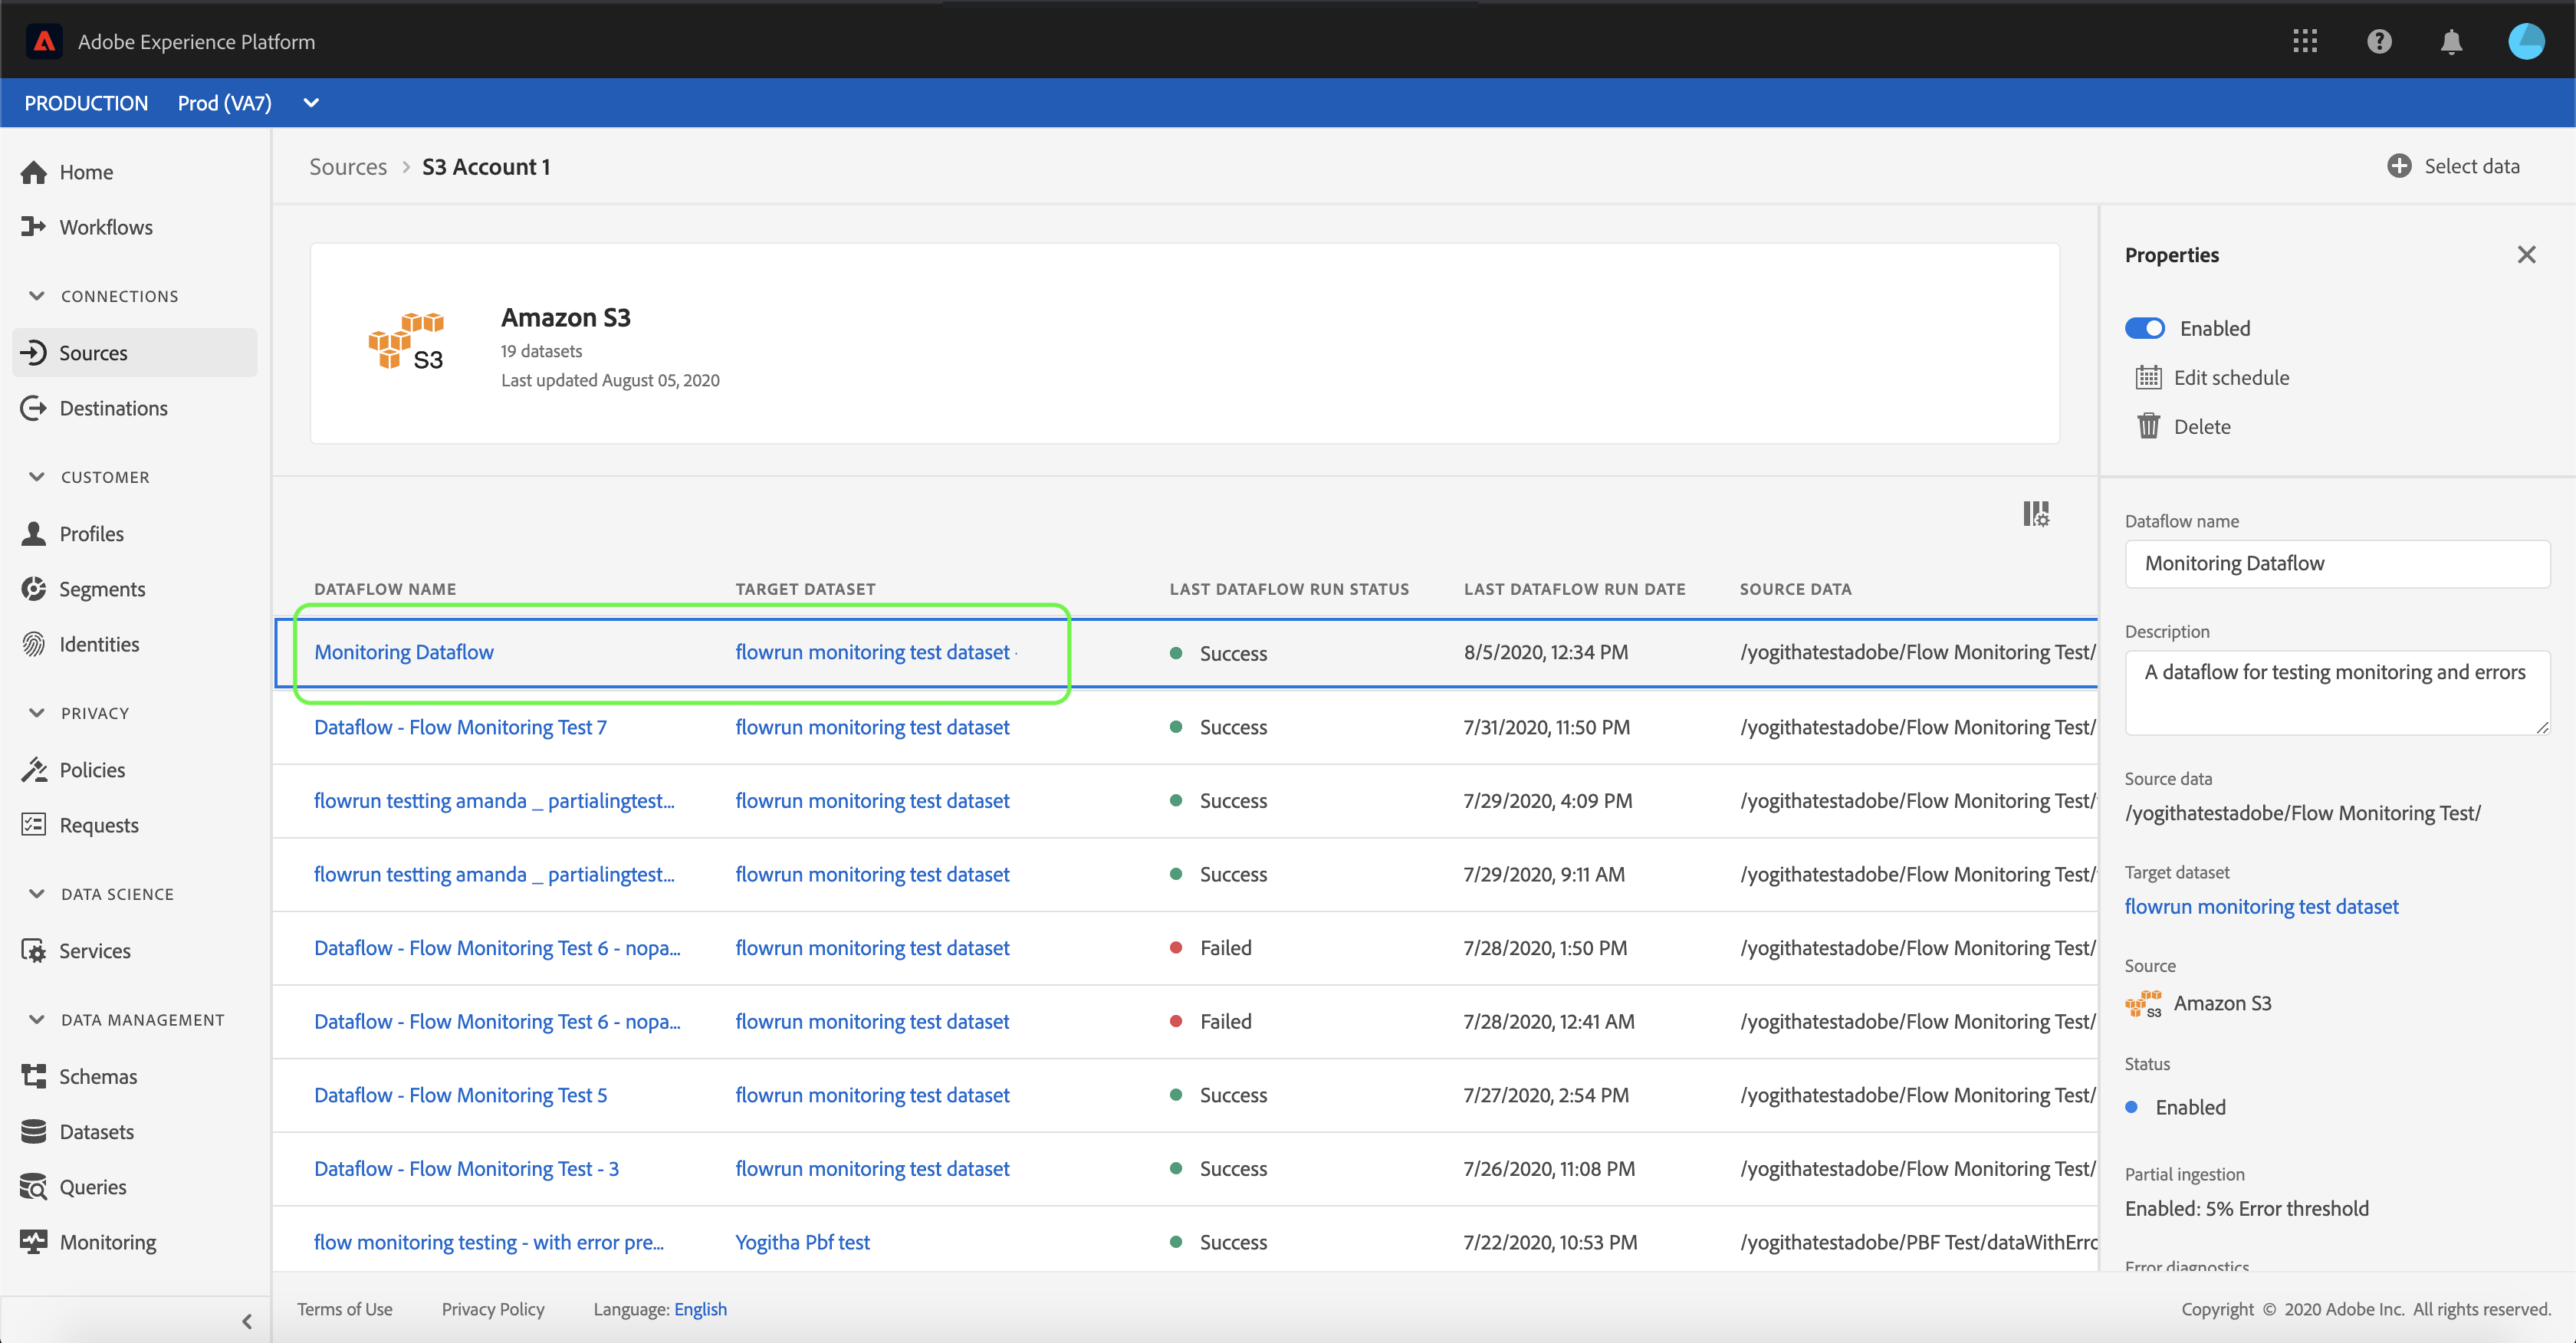 Adobe Experience Platform
PRODUCTION Prod (VA7)
Home
Workflows
CONNECTIONS
Sources
Destinations
CUSTOMER
Profiles
Segments
Identities
PRIVACY
Policies
Requests
DATA SCIENCE
Services
DATA MANAGEMENT
Schemas
Datasets
Queries
Monitoring
Sources > S3 Account 1
Select data
S3
Amazon S3
19 datasets
Last updated August 05, 2020
DATAFLOW NAME TARGET DATASET LAST DATAFLOW RUN STATUS LAST DATAFLOW RUN DATE SOURCE DATA
Monitoring Dataflow flowrun monitoring test dataset - Success 8/5/2020, 12:34 PM /yogithatestadobe/Flow Monitoring Test/
Dataflow - Flow Monitoring Test 7 flowrun monitoring test dataset Success 7/31/2020, 11:50 PM /yogithatestadobe/Flow Monitoring Test/
flowrun testting amanda _ partialingtest... flowrun monitoring test dataset Success 7/29/2020, 4:09 PM /yogithatestadobe/Flow Monitoring Test/
flowrun testting amanda _ partialingtest... flowrun monitoring test dataset Success 7/29/2020, 9:11 AM /yogithatestadobe/Flow Monitoring Test/
Dataflow - Flow Monitoring Test 6 - nopa... flowrun monitoring test dataset Failed 7/28/2020, 1:50 PM /yogithatestadobe/Flow Monitoring Test/
Dataflow - Flow Monitoring Test 6 - nopa... flowrun monitoring test dataset Failed 7/28/2020, 12:41 AM /yogithatestadobe/Flow Monitoring Test/
Dataflow - Flow Monitoring Test 5 flowrun monitoring test dataset Success 7/27/2020, 2:54 PM /yogithatestadobe/Flow Monitoring Test/
Dataflow - Flow Monitoring Test - 3 flowrun monitoring test dataset Success 7/26/2020, 11:08 PM /yogithatestadobe/Flow Monitoring Test/
flow monitoring testing - with error pre... Yogitha Pbf test Success 7/22/2020, 10:53 PM /yogithatestadobe/PBF Test/dataWithErro
Properties
Enabled
Edit schedule
Delete
Dataflow name
Monitoring Dataflow
Description
A dataflow for testing monitoring and errors
Source data
/yogithatestadobe/Flow Monitoring Test/
Target dataset
flowrun monitoring test dataset
Source
S3 Amazon S3
Status
Enabled
Partial ingestion
Enabled: 5% Error threshold
Error diagnostics
Terms of Use Privacy Policy Language: English
Copyright © 2020 Adobe Inc. All rights reserved.